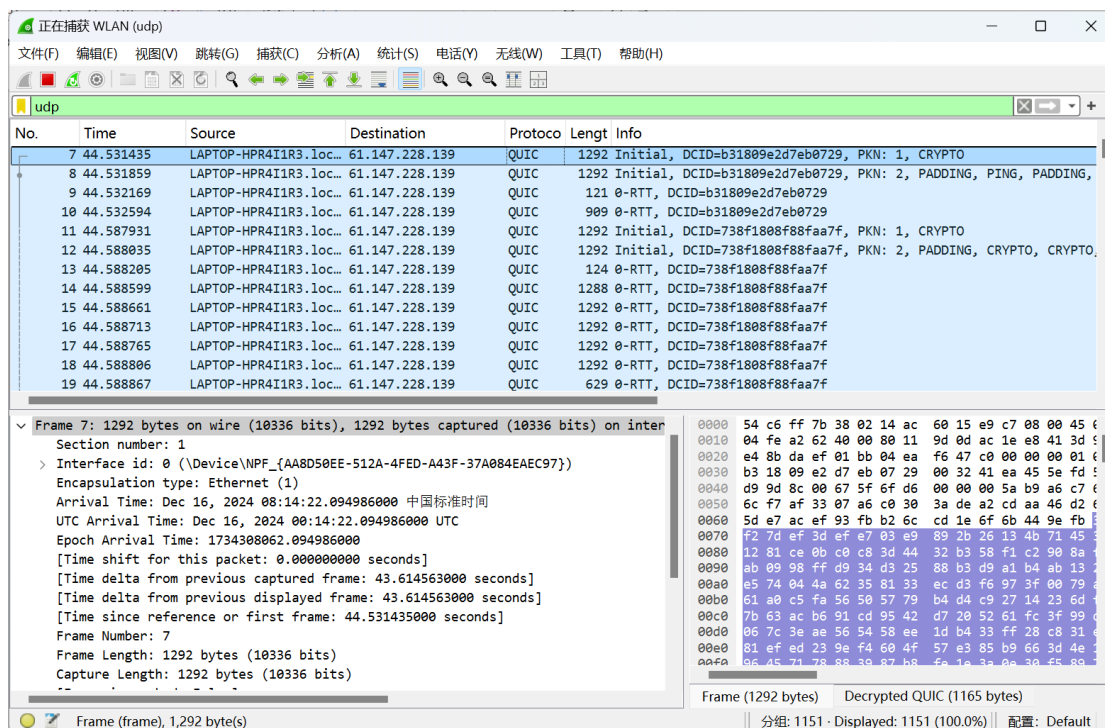 正在捕获 WLAN (udp)
文件(F) 编辑(E) 视图(V) 跳转(G) 捕获(C) 分析(A) 统计(S) 电话(Y) 无线(W) 工具(T) 帮助(H)
udp
No. Time Source Destination Protoco Lengt Info
7 44.531435 LAPTOP-HPR4I1R3.loc… 61.147.228.139 QUIC 1292 Initial, DCID=b31809e2d7eb0729, PKN: 1, CRYPTO
8 44.531859 LAPTOP-HPR4I1R3.loc… 61.147.228.139 QUIC 1292 Initial, DCID=b31809e2d7eb0729, PKN: 2, PADDING, PING, PADDING,
9 44.532169 LAPTOP-HPR4I1R3.loc… 61.147.228.139 QUIC 121 0-RTT, DCID=b31809e2d7eb0729
10 44.532594 LAPTOP-HPR4I1R3.loc… 61.147.228.139 QUIC 909 0-RTT, DCID=b31809e2d7eb0729
11 44.587931 LAPTOP-HPR4I1R3.loc… 61.147.228.139 QUIC 1292 Initial, DCID=738f1808f88faa7f, PKN: 1, CRYPTO
12 44.588035 LAPTOP-HPR4I1R3.loc… 61.147.228.139 QUIC 1292 Initial, DCID=738f1808f88faa7f, PKN: 2, PADDING, CRYPTO, CRYPTO,
13 44.588205 LAPTOP-HPR4I1R3.loc… 61.147.228.139 QUIC 124 0-RTT, DCID=738f1808f88faa7f
14 44.588599 LAPTOP-HPR4I1R3.loc… 61.147.228.139 QUIC 1288 0-RTT, DCID=738f1808f88faa7f
15 44.588661 LAPTOP-HPR4I1R3.loc… 61.147.228.139 QUIC 1292 0-RTT, DCID=738f1808f88faa7f
16 44.588713 LAPTOP-HPR4I1R3.loc… 61.147.228.139 QUIC 1292 0-RTT, DCID=738f1808f88faa7f
17 44.588765 LAPTOP-HPR4I1R3.loc… 61.147.228.139 QUIC 1292 0-RTT, DCID=738f1808f88faa7f
18 44.588806 LAPTOP-HPR4I1R3.loc… 61.147.228.139 QUIC 1292 0-RTT, DCID=738f1808f88faa7f
19 44.588867 LAPTOP-HPR4I1R3.loc… 61.147.228.139 QUIC 629 0-RTT, DCID=738f1808f88faa7f
Frame 7: 1292 bytes on wire (10336 bits), 1292 bytes captured (10336 bits) on inter
Section number: 1
Interface id: 0 (\Device\NPF_{AA8D50EE-512A-4FED-A43F-37A084EAEC97})
Encapsulation type: Ethernet (1)
Arrival Time: Dec 16, 2024 08:14:22.094986000 中国标准时间
UTC Arrival Time: Dec 16, 2024 00:14:22.094986000 UTC
Epoch Arrival Time: 1734308062.094986000
[Time shift for this packet: 0.000000000 seconds]
[Time delta from previous captured frame: 43.614563000 seconds]
[Time delta from previous displayed frame: 43.614563000 seconds]
[Time since reference or first frame: 44.531435000 seconds]
Frame Number: 7
Frame Length: 1292 bytes (10336 bits)
Capture Length: 1292 bytes (10336 bits)
0000 54 c6 ff 7b 38 02 14 ac 60 15 e9 c7 08 00 45
0010 04 fe a2 62 40 00 80 11 9d 0d ac 1e e8 41 3d
0020 e4 8b da ef 01 bb 04 ea f6 47 c0 00 00 00 01
0030 b3 18 09 e2 d7 eb 07 29 00 32 41 ea 45 5e fd
0040 d9 9d 8c 00 67 5f 6f d6 00 00 00 5a b9 a6 c7
0050 6c f7 af 33 07 a6 c0 30 3a de a2 cd aa 46 d2
0060 5d e7 ac ef 93 fb b2 6c cd 1e 6f 6b 44 9e fb
0070 f2 7d ef 3d ef e7 03 e9 89 2b 26 13 4b 71 45
0080 12 81 ce 0b c0 c8 3d 44 32 b3 58 f1 c2 90 8a
0090 ab 09 98 ff d9 34 d3 25 88 b3 d9 a1 b4 ab 13
00a0 e5 74 04 4a 62 35 81 33 ec d3 f6 97 3f 00 79
00b0 61 a0 c5 fa 56 50 57 79 b4 d4 c9 27 14 23 6d
00c0 7b 63 ac b6 91 cd 95 42 d7 20 52 61 fc 3f 99
00d0 06 7c 3e ae 56 54 58 ee 1d b4 33 ff 28 c8 31
00e0 81 ef ed 23 9e f4 60 4f 57 e3 85 b9 66 3d 4e
00f0 96 45 71 78 88 39 87 b8 fe 1e 3a 0e 30 f5 89
Frame (1292 bytes) Decrypted QUIC (1165 bytes)
Frame (frame), 1,292 byte(s) 分组: 1151 · Displayed: 1151 (100.0%) 配置: Default